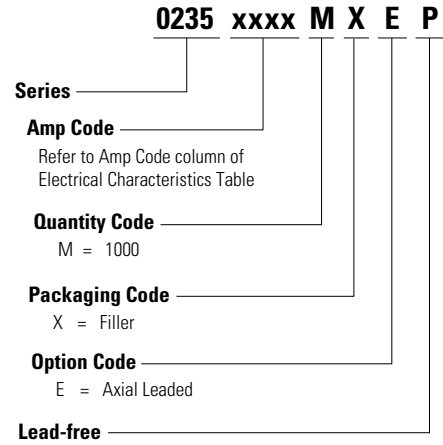 0235 xxxx M X E P
Series
Amp Code
Refer to Amp Code column of
Electrical Characteristics Table
Quantity Code
M = 1000
Packaging Code
X = Filler
Option Code
E = Axial Leaded
Lead-free